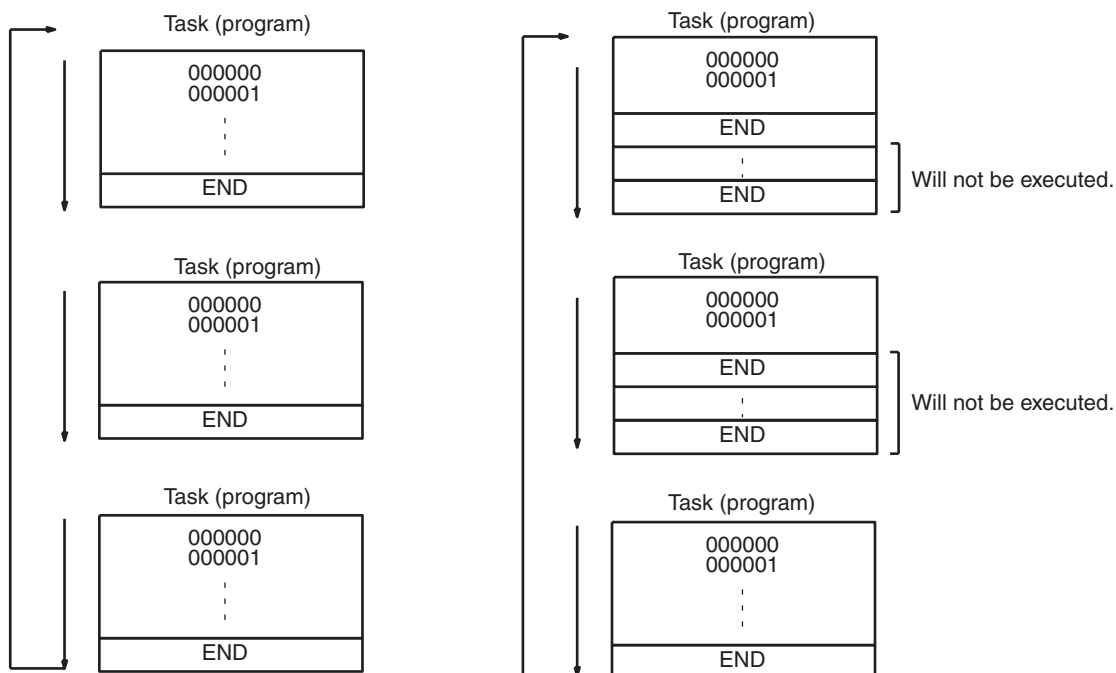 Task (program)
000000
000001
END
Task (program)
000000
000001
END
Task (program)
000000
000001
END
Task (program)
000000
000001
END
END
Will not be executed.
Task (program)
000000
000001
END
END
Will not be executed.
Task (program)
000000
000001
END